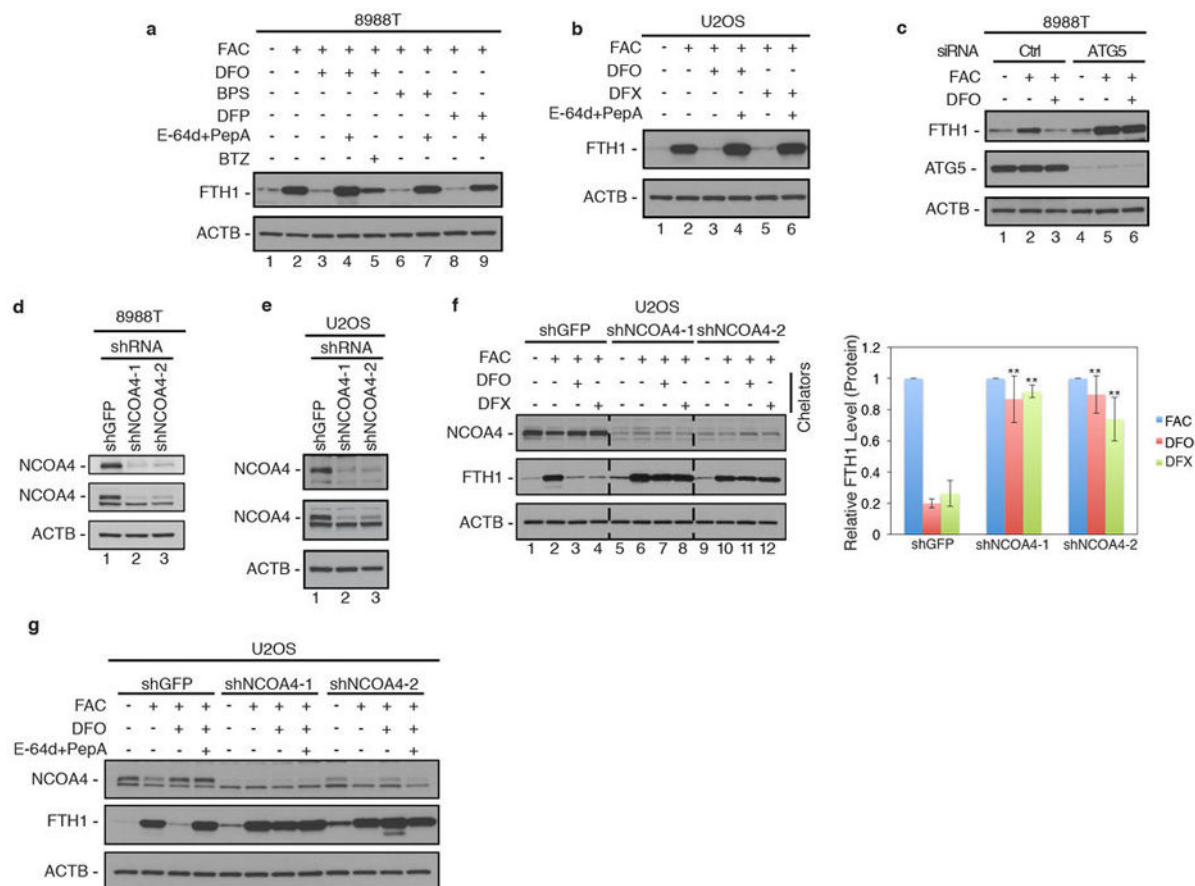 a
8988T
FAC - + + + + + + + +
DFO - - + + + - - - -
BPS - - - - - + + - -
DFP - - - - - - - + +
E-64d+PepA - - - + - - + - +
BTZ - - - - + - - - -
FTH1 -
ACTB -
1 2 3 4 5 6 7 8 9
b
U2OS
FAC - + + + + +
DFO - - + + - -
DFX - - - - + +
E-64d+PepA - - - + - +
FTH1 -
ACTB -
1 2 3 4 5 6
c
8988T
siRNA Ctrl ATG5
FAC - + + - + +
DFO - - + - - +
FTH1 -
ATG5 -
ACTB -
1 2 3 4 5 6
d
8988T
shRNA
shGFP
shNCOA4-1
shNCOA4-2
NCOA4 -
NCOA4 -
ACTB -
1 2 3
e
U2OS
shRNA
shGFP
shNCOA4-1
shNCOA4-2
NCOA4 -
NCOA4 -
ACTB -
1 2 3
f
U2OS
shGFP shNCOA4-1 shNCOA4-2
FAC - + + + - + + + - + + +
DFO - - + - - - + - - - + -
DFX - - - + - - - + - - - +
Chelators
NCOA4 -
FTH1 -
ACTB -
1 2 3 4 5 6 7 8 9 10 11 12
Relative FTH1 Level (Protein)
1.2
1
0.8
0.6
0.4
0.2
0
** ** ** **
shGFP shNCOA4-1 shNCOA4-2
FAC
DFO
DFX
g
U2OS
shGFP shNCOA4-1 shNCOA4-2
FAC - + + + - + + + - + + +
DFO - - + + - - + + - - + +
E-64d+PepA - - - + - - - + - - - +
NCOA4 -
FTH1 -
ACTB -